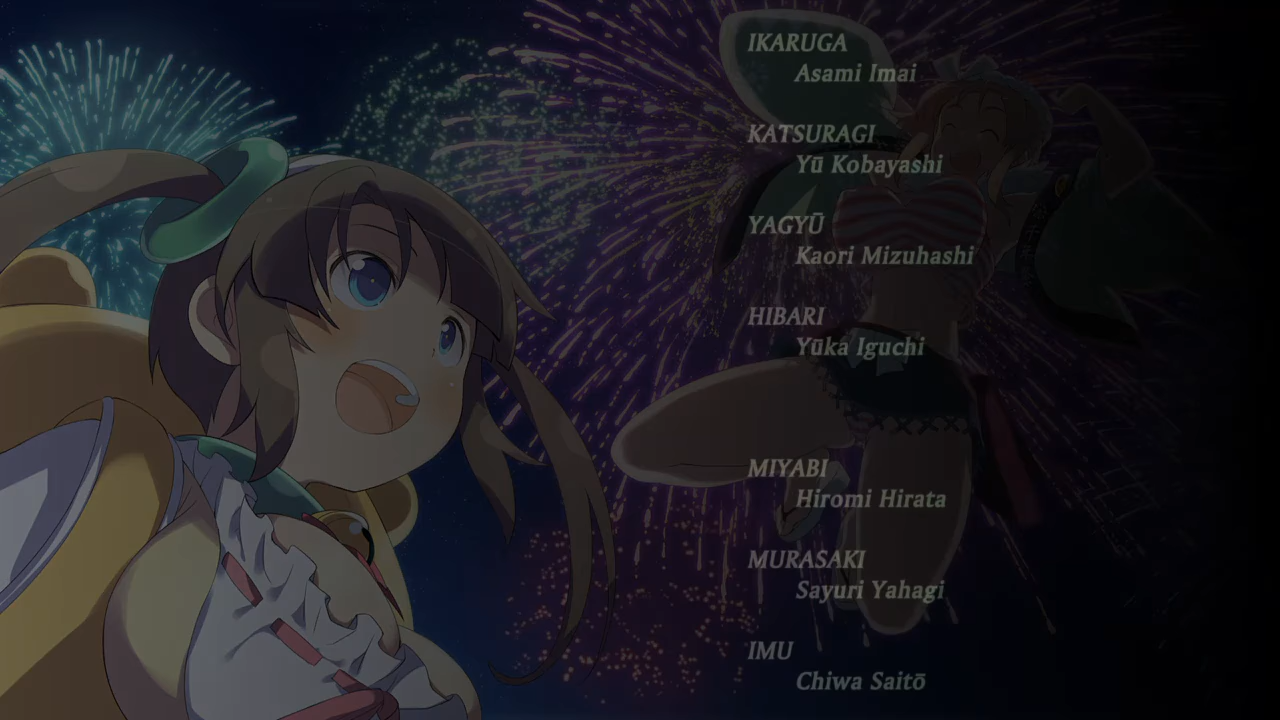 IKARUGA
Asami Imai
KATSURAGI
Yū Kobayashi
YAGYŪ
Kaori Mizuhashi
HIBARI
Yūka Iguchi
MIYABI
Hiromi Hirata
MURASAKI
Sayuri Yahagi
IMU
Chiwa Saitō